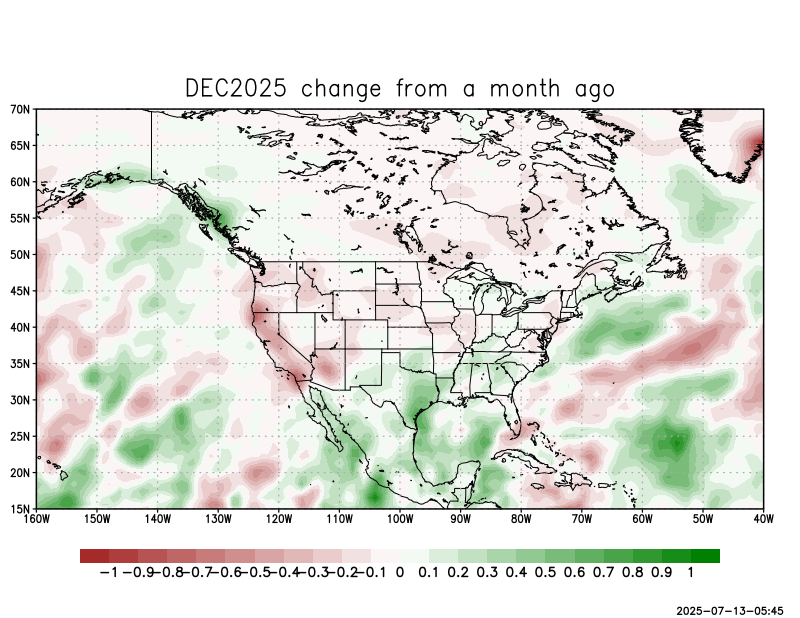 DEC2025 change from a month ago
70N
65N
60N
55N
50N
45N
40N
35N
30N
25N
20N
15N
160W 150W 140W 130W 120W 110W 100W 90W 80W 70W 60W 50W 40W
-1 -0.9 -0.8 -0.7 -0.6 -0.5 -0.4 -0.3 -0.2 -0.1 0 0.1 0.2 0.3 0.4 0.5 0.6 0.7 0.8 0.9 1
2025-07-13-05:45